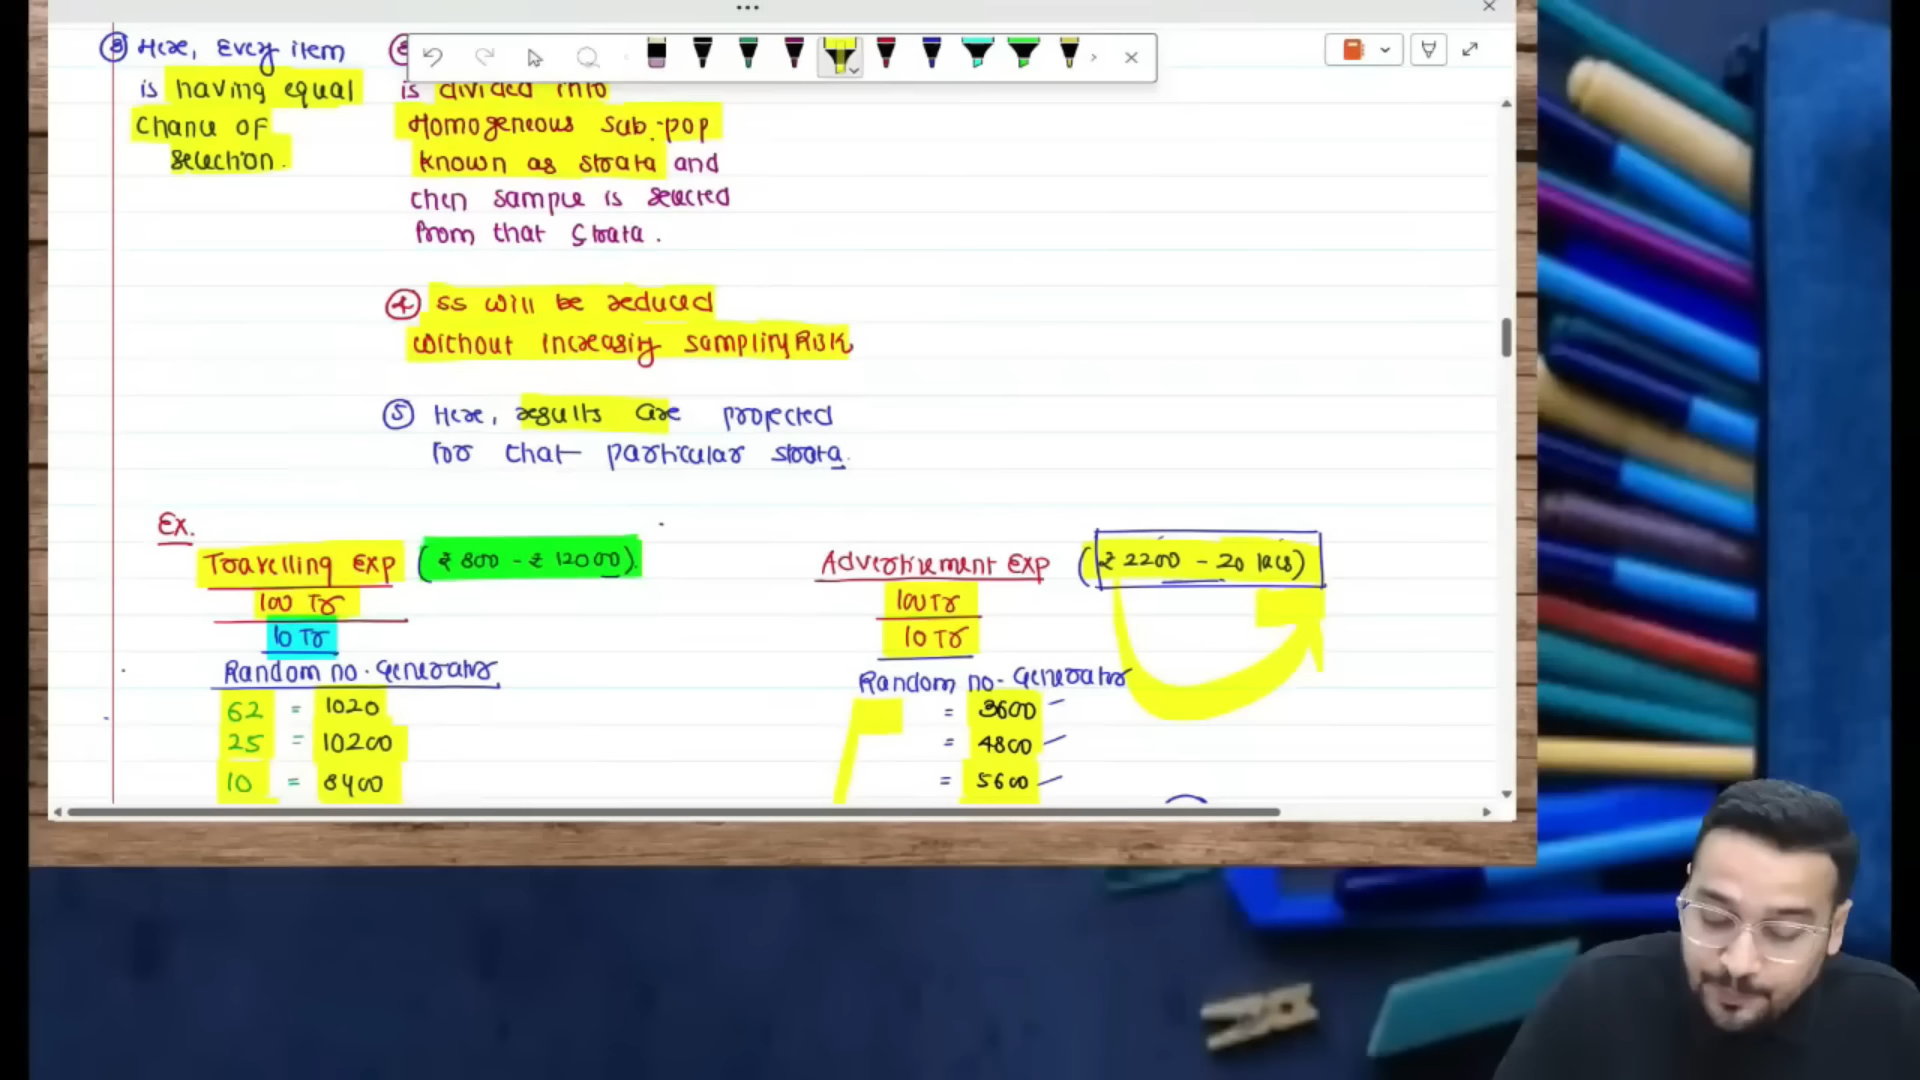 ③ Here, Every item
is having equal
chance of
selection.
is divided into
Homogeneous sub-pop
known as strata and
then sample is selected
from that strata.
④ SS will be reduced
without increasing sampling Risk
⑤ Here, results are projected
for that particular strata.
Ex.
Travelling Exp (₹ 800 - ₹ 12000).
100 Tr
10 Tr
Random no. Generator
62 = 1020
25 = 10200
10 = 8400
Advertisement Exp (₹ 2200 - 20 lacs)
100 Tr
10 Tr
Random no. Generator
= 3600
= 4800
= 5600